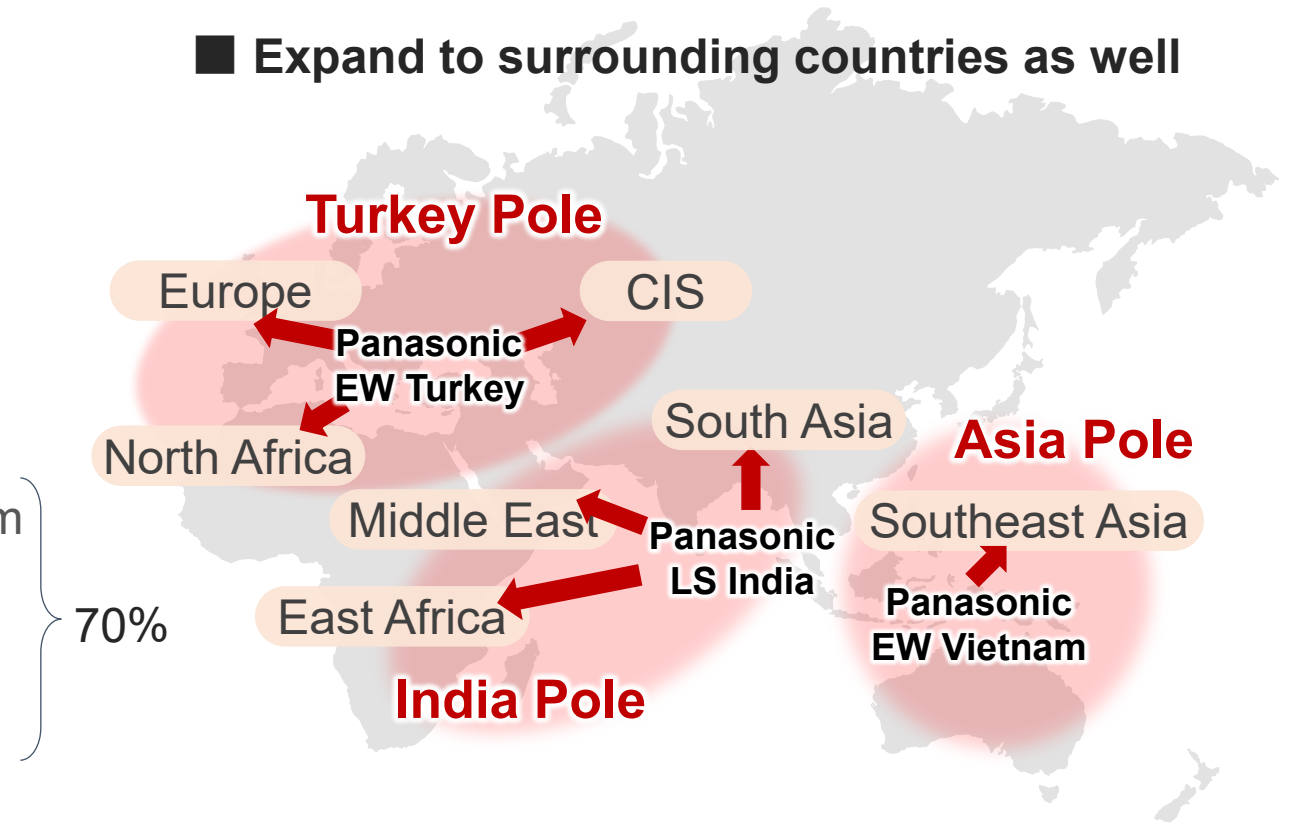 ■ Expand to surrounding countries as well
Turkey Pole
Europe
CIS
Panasonic
EW Turkey
North Africa
South Asia
Asia Pole
Middle East
Southeast Asia
Panasonic
LS India
East Africa
Panasonic
EW Vietnam
India Pole
m
70%